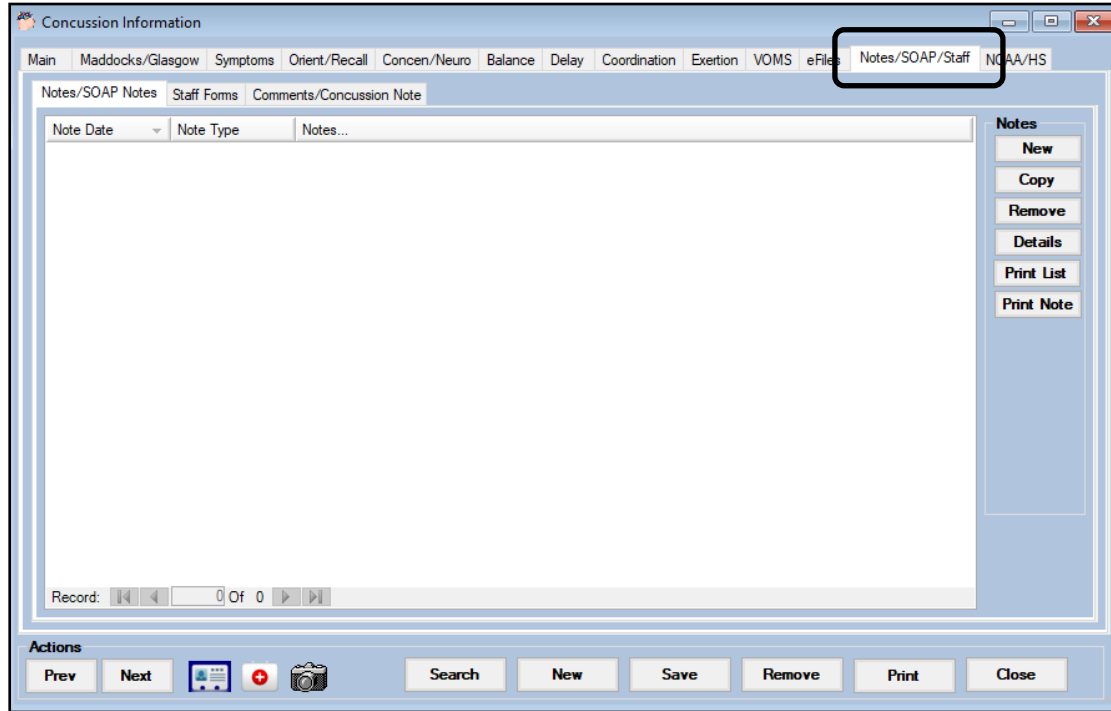 Concussion Information
Main Maddocks/Glasgow Symptoms Orient/Recall Concen/Neuro Balance Delay Coordination Exertion VOMS eFiles Notes/SOAP/Staff NCAA/HS
Notes/SOAP Notes Staff Forms Comments/Concussion Note
Note Date Note Type Notes...
Notes
New
Copy
Remove
Details
Print List
Print Note
Record: 0 Of 0
Actions
Prev Next Search New Save Remove Print Close